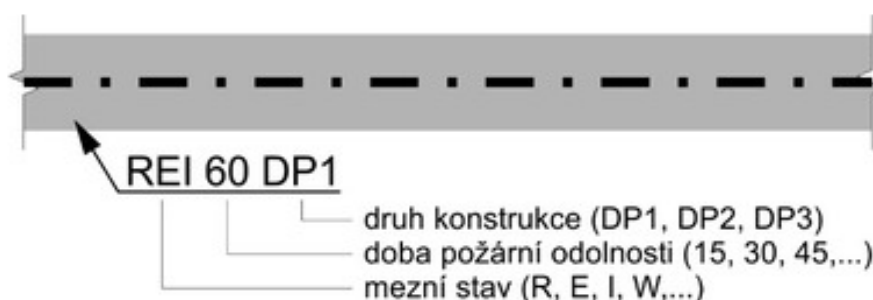 REI 60 DP1
druh konstrukce (DP1, DP2, DP3)
doba požární odolnosti (15, 30, 45,...)
mezní stav (R, E, I, W,...)